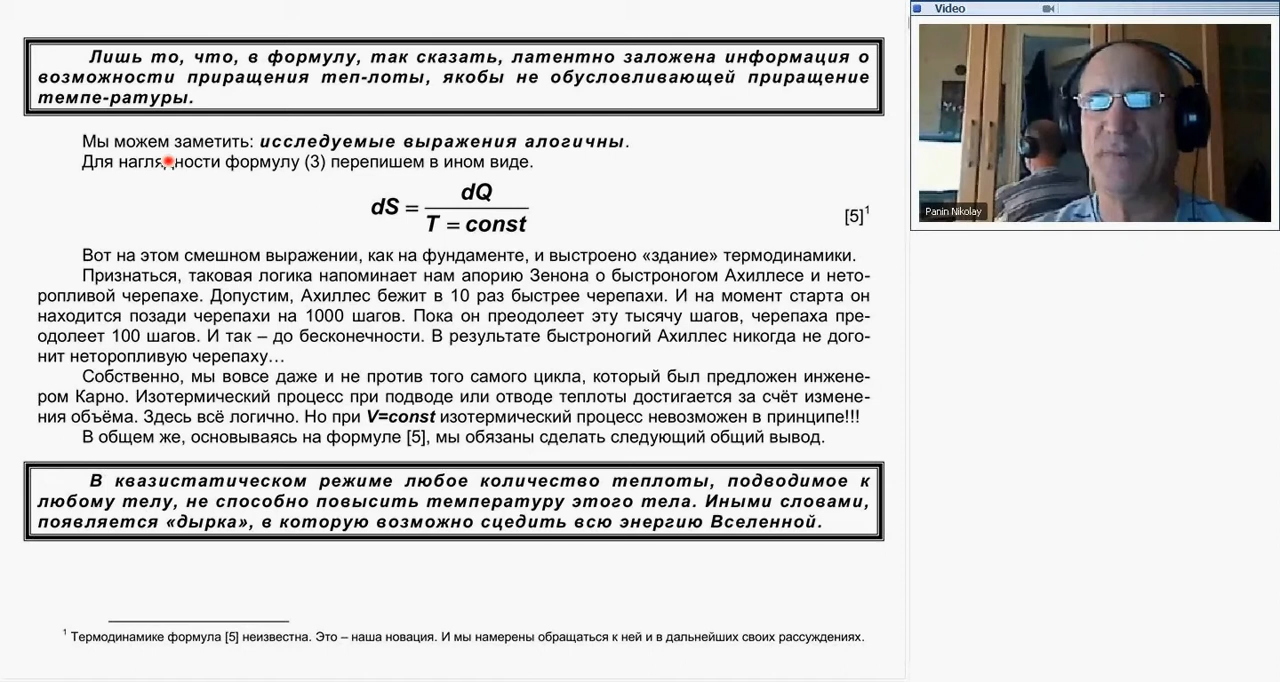 Video
Лишь то, что, в формулу, так сказать, латентно заложена информация о
возможности приращения теп-лоты, якобы не обусловливающей приращение
темпе-ратуры.
Мы можем заметить: исследуемые выражения алогичны.
Для наглядности формулу (3) перепишем в ином виде.
dS = dQ / T = const
[5]1
Вот на этом смешном выражении, как на фундаменте, и выстроено «здание» термодинамики.
Признаться, таковая логика напоминает нам апорию Зенона о быстроногом Ахиллесе и нето-
ропливой черепахе. Допустим, Ахиллес бежит в 10 раз быстрее черепахи. И на момент старта он
находится позади черепахи на 1000 шагов. Пока он преодолеет эту тысячу шагов, черепаха пре-
одолеет 100 шагов. И так – до бесконечности. В результате быстроногий Ахиллес никогда не дого-
нит неторопливую черепаху…
Собственно, мы вовсе даже и не против того самого цикла, который был предложен инжене-
ром Карно. Изотермический процесс при подводе или отводе теплоты достигается за счёт измене-
ния объёма. Здесь всё логично. Но при V=const изотермический процесс невозможен в принципе!!!
В общем же, основываясь на формуле [5], мы обязаны сделать следующий общий вывод.
В квазистатическом режиме любое количество теплоты, подводимое к
любому телу, не способно повысить температуру этого тела. Иными словами,
появляется «дырка», в которую возможно сцедить всю энергию Вселенной.
1 Термодинамике формула [5] неизвестна. Это – наша новация. И мы намерены обращаться к ней и в дальнейших своих рассуждениях.
Panin Nikolay